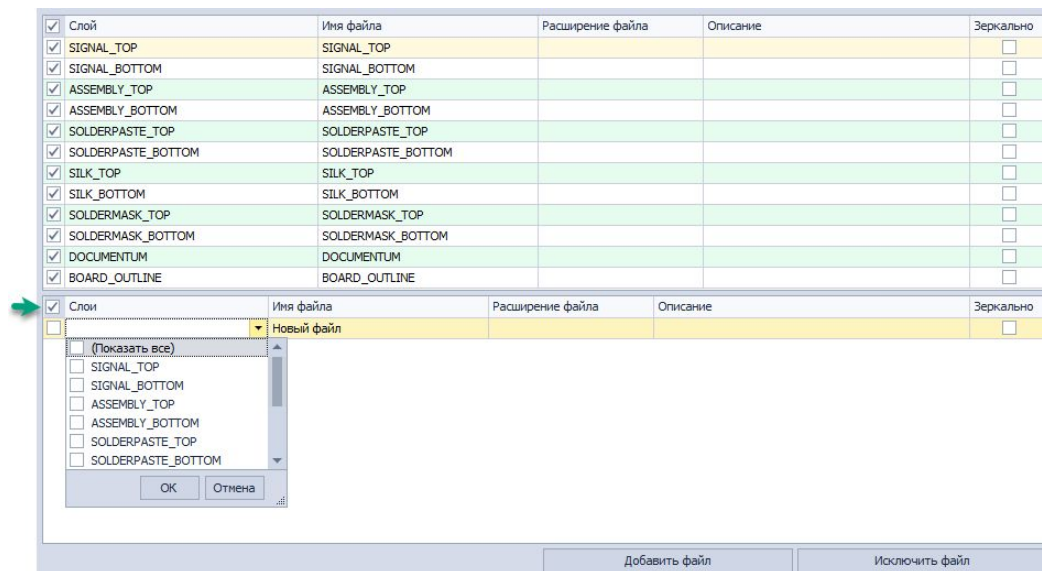 Слой Имя файла Расширение файла Описание Зеркально
SIGNAL_TOP SIGNAL_TOP
SIGNAL_BOTTOM SIGNAL_BOTTOM
ASSEMBLY_TOP ASSEMBLY_TOP
ASSEMBLY_BOTTOM ASSEMBLY_BOTTOM
SOLDERPASTE_TOP SOLDERPASTE_TOP
SOLDERPASTE_BOTTOM SOLDERPASTE_BOTTOM
SILK_TOP SILK_TOP
SILK_BOTTOM SILK_BOTTOM
SOLDERMASK_TOP SOLDERMASK_TOP
SOLDERMASK_BOTTOM SOLDERMASK_BOTTOM
DOCUMENTUM DOCUMENTUM
BOARD_OUTLINE BOARD_OUTLINE
Слои Имя файла Расширение файла Описание Зеркально
Новый файл
(Показать все)
SIGNAL_TOP
SIGNAL_BOTTOM
ASSEMBLY_TOP
ASSEMBLY_BOTTOM
SOLDERPASTE_TOP
SOLDERPASTE_BOTTOM
OK Отмена
Добавить файл Исключить файл